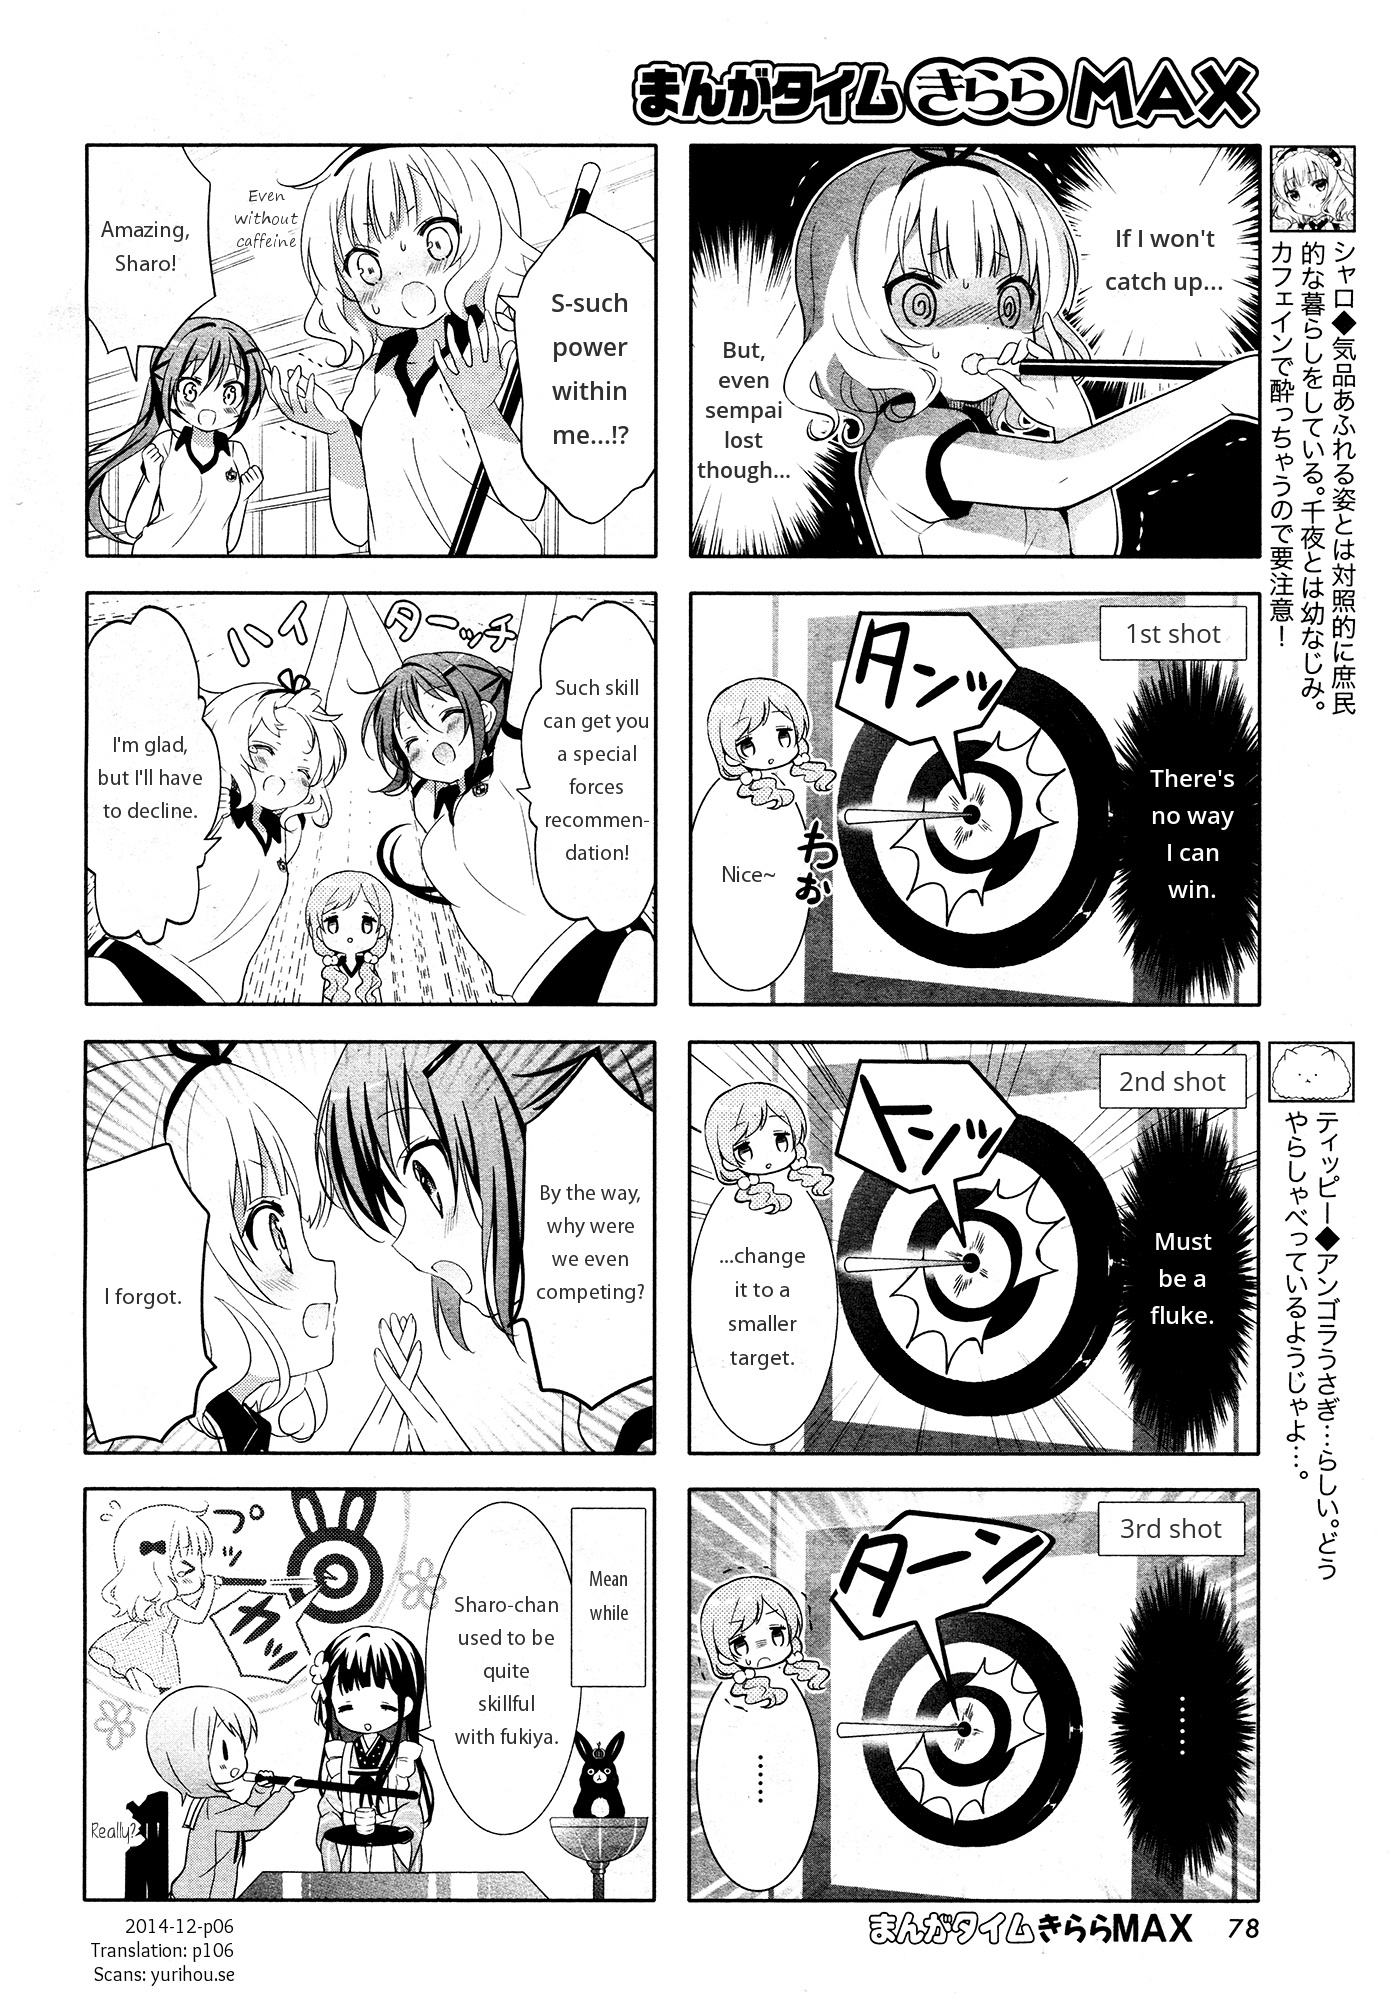 まんがタイムきららMAX
シャロ◆気品あふれる姿とは対照的に庶民
的な暮らしをしている。千夜とは幼なじみ。
カフェインで酔っちゃうので要注意！
If I won't
catch up...
But,
even
sempai
lost
though...
1st shot
タンッ
There's
no way
I can
win.
わぉ
Nice~
ティッピー◆アンゴラうさぎ…らしい。どう
やらしゃべっているようじゃよ…。
2nd shot
トンッ
Must
be a
fluke.
...change
it to a
smaller
target.
3rd shot
ターン
......
......
S-such
power
within
me...!?
Even
without
caffeine
Amazing,
Sharo!
ハイ
ターッチ
Such skill
can get you
a special
forces
recommen-
dation!
I'm glad,
but I'll have
to decline.
By the way,
why were
we even
competing?
I forgot.
Mean
while
Sharo-chan
used to be
quite
skillful
with fukiya.
プッ
Really?
2014-12-p06
Translation: p106
Scans: yurihou.se
まんがタイムきららMAX 78